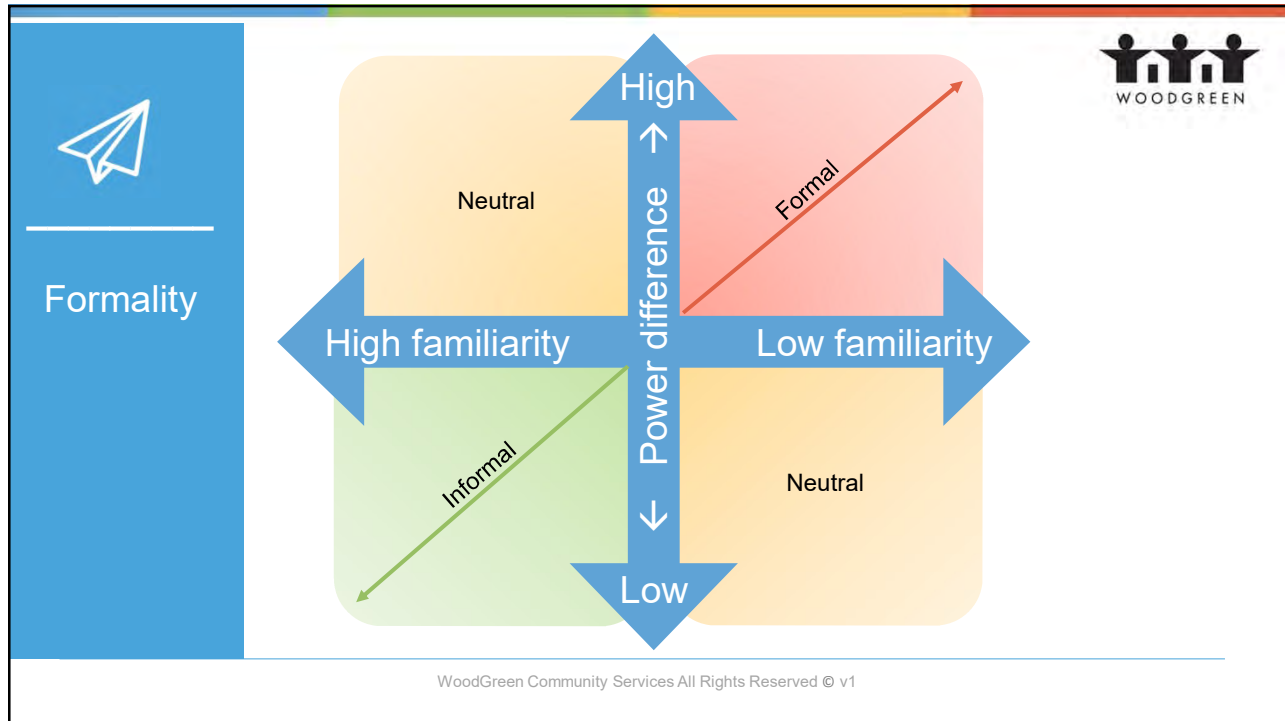 Formality
WOODGREEN
High
Neutral
Formal
← Power difference →
High familiarity
Low familiarity
Informal
Neutral
Low
WoodGreen Community Services All Rights Reserved © v1